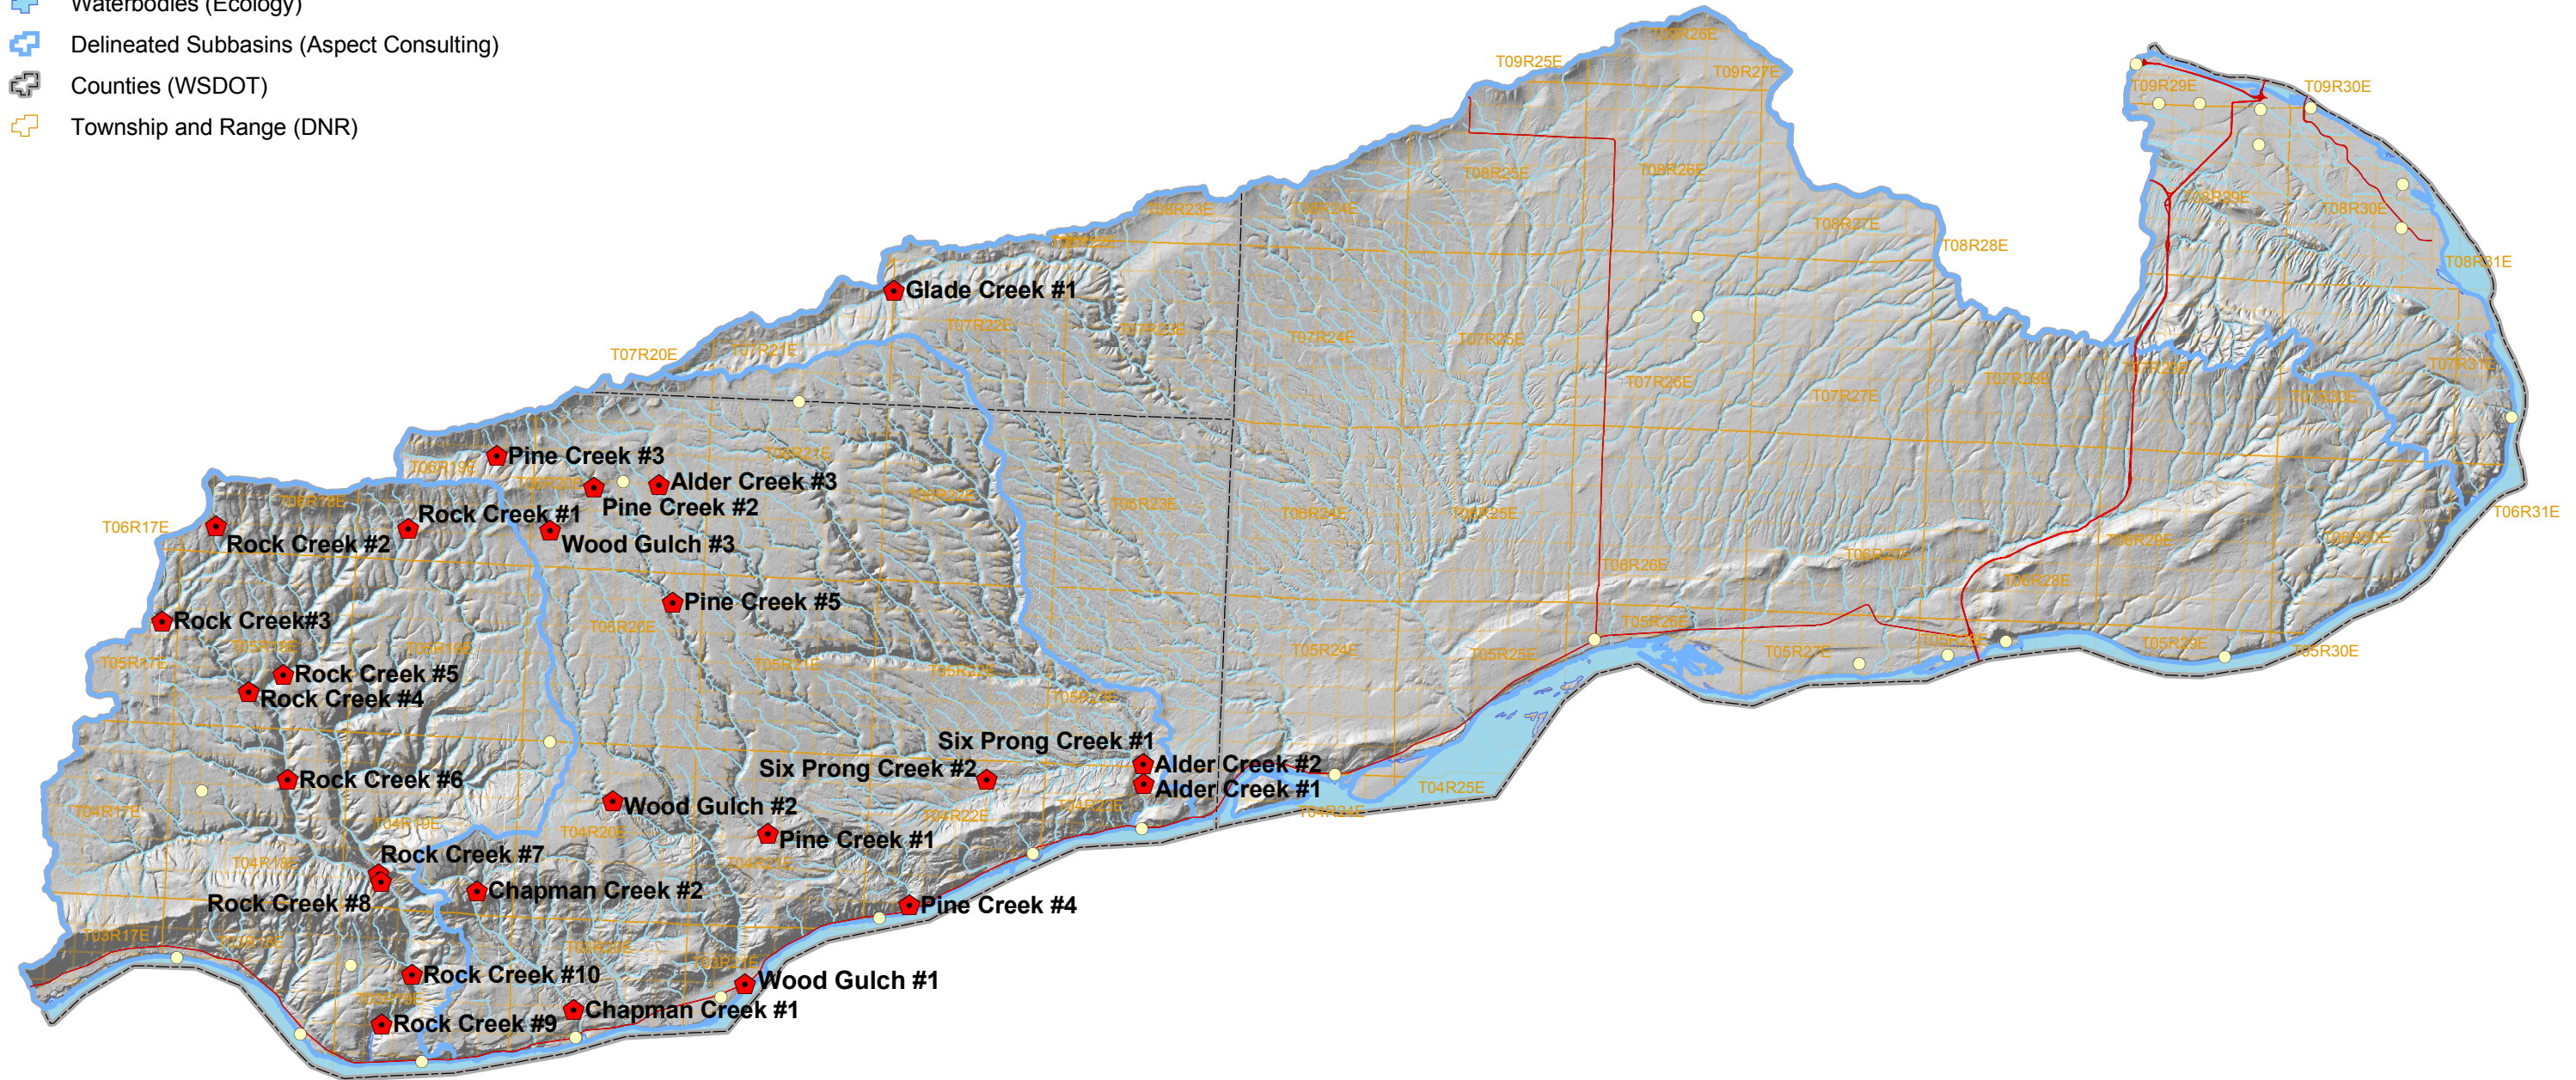 Waterbodies (Ecology)
Delineated Subbasins (Aspect Consulting)
Counties (WSDOT)
Township and Range (DNR)
T09R26E
T09R25E
T09R27E
T09R29E
T09R30E
T08R25E
T08R26E
T08R23E
T08R24E
T08R27E
T08R28E
T08R29E
T08R30E
T08R31E
T08R22E
Glade Creek #1
T07R22E
T07R23E
T07R24E
T07R25E
T07R20E
T07R21E
T07R26E
T07R27E
T07R28E
T07R29E
T07R30E
T07R31E
Pine Creek #3
T06R19E
T06R21E
T06R20E
Alder Creek #3
Pine Creek #2
T06R22E
T06R23E
T06R24E
T06R25E
T06R18E
T06R17E
Rock Creek #1
Rock Creek #2
Wood Gulch #3
T06R31E
T06R30E
T06R29E
T06R27E
T06R26E
T06R28E
Pine Creek #5
Rock Creek#3
T06R20E
T05R26E
T05R17E
T05R18E
T05R19E
T05R21E
T05R22E
T05R24E
T05R25E
T05R27E
T05R28E
T05R29E
T05R30E
Rock Creek #5
Rock Creek #4
T05R23E
Six Prong Creek #1
Six Prong Creek #2
Alder Creek #2
Alder Creek #1
Rock Creek #6
Wood Gulch #2
T04R17E
T04R19E
T04R20E
T04R22E
T04R23E
T04R24E
T04R25E
Pine Creek #1
Rock Creek #7
T04R18E
T04R21E
Chapman Creek #2
Rock Creek #8
Pine Creek #4
T03R17E
T03R18E
T03R20E
T03R21E
Rock Creek #10
Wood Gulch #1
T03R19E
Chapman Creek #1
Rock Creek #9